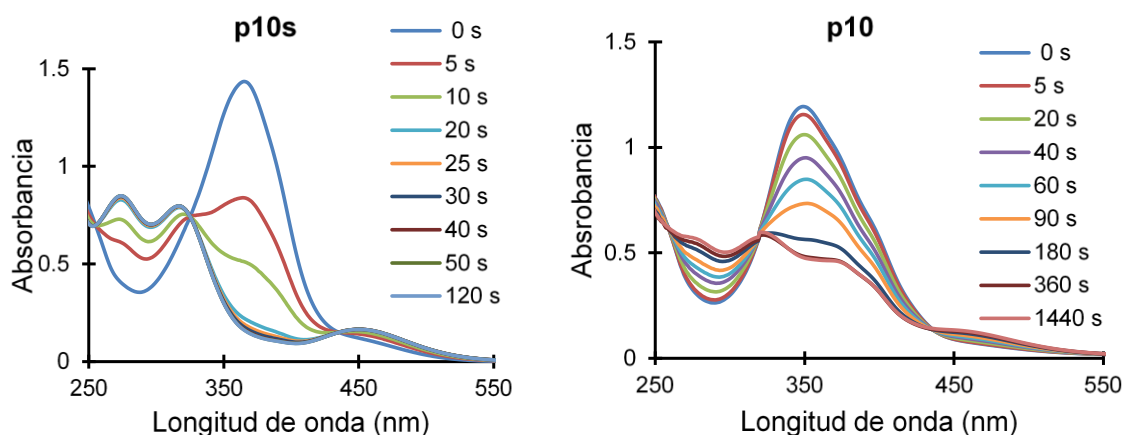 p10s
0 s
5 s
10 s
20 s
25 s
30 s
40 s
50 s
120 s
1.5
1
0.5
0
250
350
450
550
Absorbancia
Longitud de onda (nm)
p10
0 s
5 s
20 s
40 s
60 s
90 s
180 s
360 s
1440 s
1.5
1
0.5
0
250
350
450
550
Absorbancia
Longitud de onda (nm)